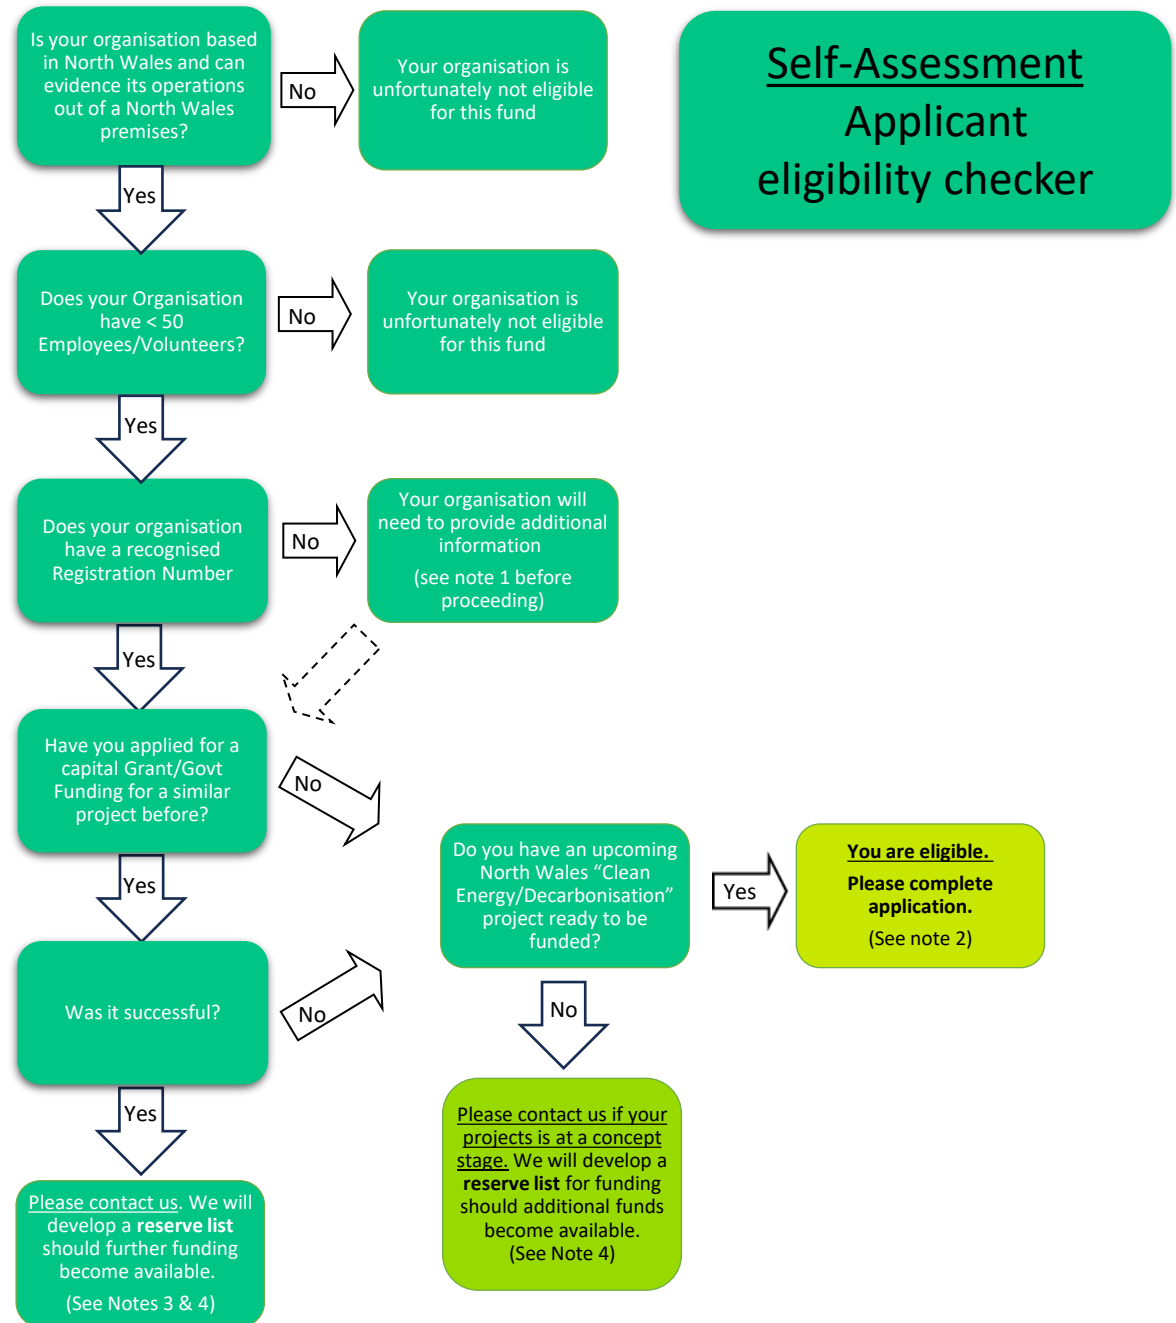 Self-Assessment
Applicant
eligibility checker
Is your organisation based
in North Wales and can
evidence its operations
out of a North Wales
premises?
No
Your organisation is
unfortunately not eligible
for this fund
Yes
Does your Organisation
have < 50
Employees/Volunteers?
No
Your organisation is
unfortunately not eligible
for this fund
Yes
Does your organisation
have a recognised
Registration Number
No
Your organisation will
need to provide additional
information
(see note 1 before
proceeding)
Yes
Have you applied for a
capital Grant/Govt
Funding for a similar
project before?
No
Do you have an upcoming
North Wales “Clean
Energy/Decarbonisation”
project ready to be
funded?
Yes
You are eligible.
Please complete
application.
(See note 2)
Yes
Was it successful?
No
No
Please contact us if your
projects is at a concept
stage. We will develop a
reserve list for funding
should additional funds
become available.
(See Note 4)
Yes
Please contact us. We will
develop a reserve list
should further funding
become available.
(See Notes 3 & 4)